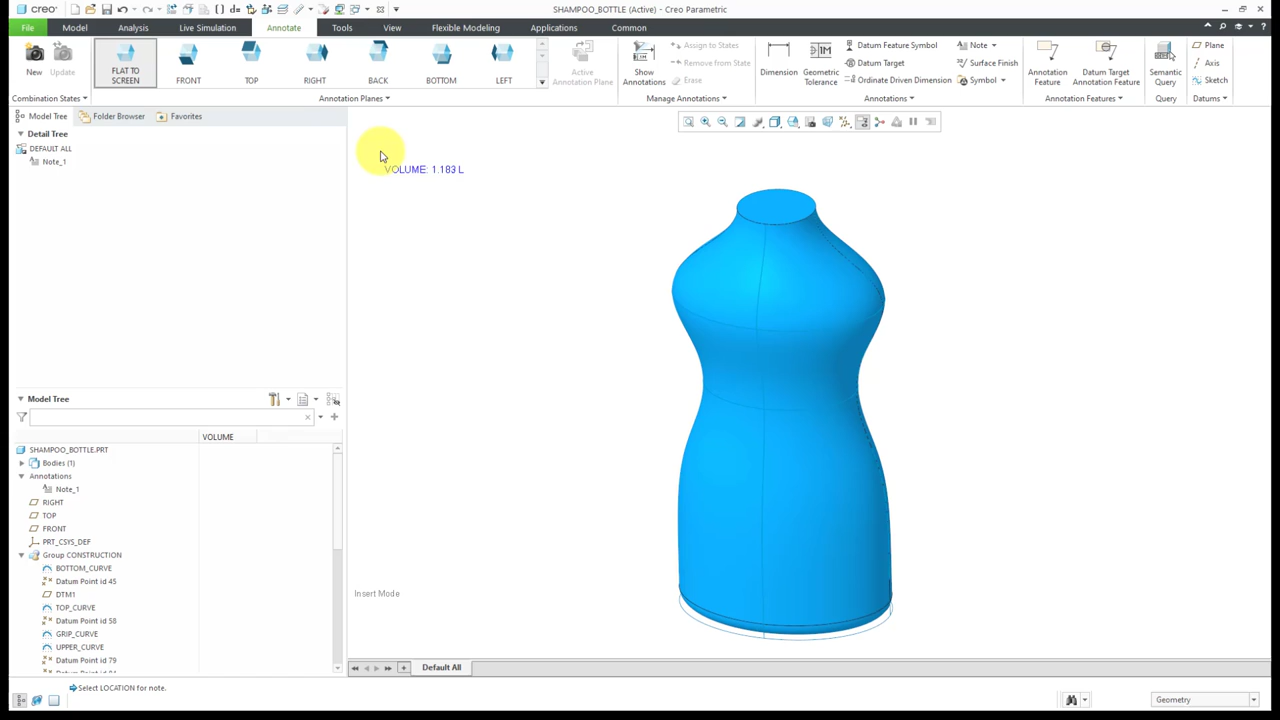 creo
SHAMPOO_BOTTLE (Active) - Creo Parametric
File Model Analysis Live Simulation Annotate Tools View Flexible Modeling Applications Common
New Update FLAT TO SCREEN FRONT TOP RIGHT BACK BOTTOM LEFT
Active Annotation Plane
Show Annotations
Assign to States
Remove from State
Erase
Dimension
Geometric Tolerance
Datum Feature Symbol
Datum Target
Ordinate Driven Dimension
Note
Surface Finish
Symbol
Annotation Feature
Datum Target Annotation Feature
Semantic Query
Plane
Axis
Sketch
Combination States Annotation Planes Manage Annotations Annotations Annotation Features Query Datums
Model Tree Folder Browser Favorites
Detail Tree
DEFAULT ALL
Note_1
VOLUME: 1.183 L
Model Tree
VOLUME
SHAMPOO_BOTTLE.PRT
Bodies (1)
Annotations
Note_1
RIGHT
TOP
FRONT
PRT_CSYS_DEF
Group CONSTRUCTION
BOTTOM_CURVE
Datum Point id 45
DTM1
TOP_CURVE
Datum Point id 58
GRIP_CURVE
UPPER_CURVE
Datum Point id 79
Insert Mode
Default All
Select LOCATION for note.
Geometry